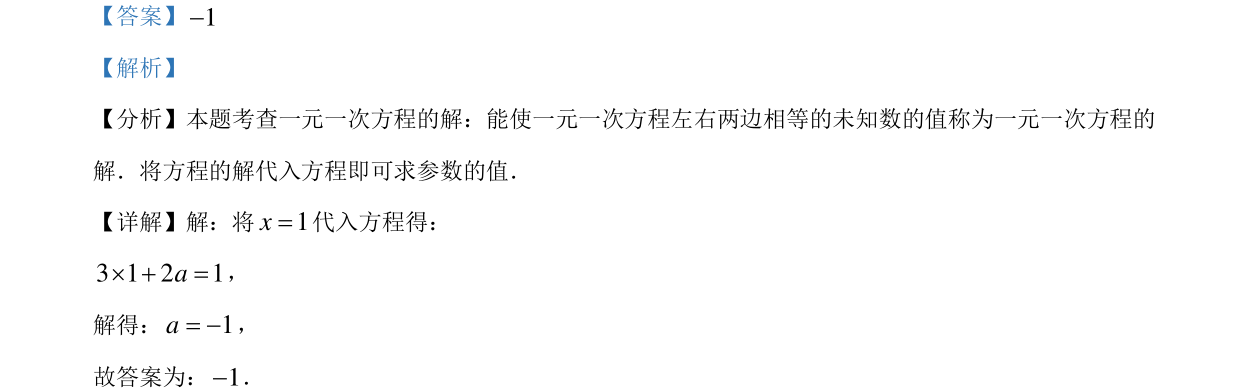 【答案】−1
【解析】
【分析】本题考查一元一次方程的解：能使一元一次方程左右两边相等的未知数的值称为一元一次方程的
解．将方程的解代入方程即可求参数的值．
【详解】解：将 x = 1 代入方程得：
3×1+2a=1，
解得：a = −1，
故答案为：−1．